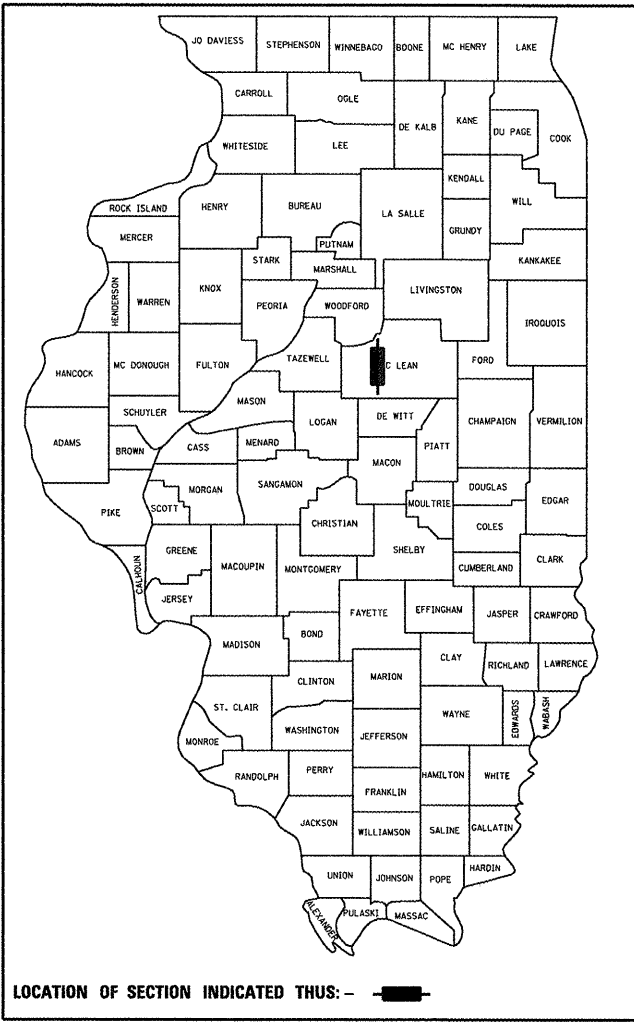 JO DAVIESS STEPHENSON WINNEBAGO BOONE MC HENRY LAKE
CARROLL OGLE DE KALB KANE DU PAGE COOK
WHITESIDE LEE KENDALL WILL
ROCK ISLAND HENRY BUREAU LA SALLE GRUNDY
MERCER PUTNAM KANKAKEE
STARK MARSHALL
HENDERSON WARREN KNOX PEORIA WOODFORD LIVINGSTON IROQUOIS
HANCOCK MC DONOUGH FULTON TAZEWELL C LEAN FORD
SCHUYLER MASON LOGAN DE WITT CHAMPAIGN VERMILION
ADAMS BROWN CASS MENARD MACON PIATT
PIKE SCOTT MORGAN SANGAMON CHRISTIAN MOULTRIE DOUGLAS EDGAR
COLES
CALHOUN GREENE MACOUPIN MONTGOMERY SHELBY CUMBERLAND CLARK
JERSEY FAYETTE EFFINGHAM JASPER CRAWFORD
MADISON BOND CLAY RICHLAND LAWRENCE
CLINTON MARION
ST. CLAIR WASHINGTON JEFFERSON WAYNE EDWARDS WABASH
MONROE
RANDOLPH PERRY FRANKLIN HAMILTON WHITE
JACKSON WILLIAMSON SALINE GALLATIN
UNION JOHNSON POPE HARDIN
ALEXANDER PULASKI MASSAC
LOCATION OF SECTION INDICATED THUS: -